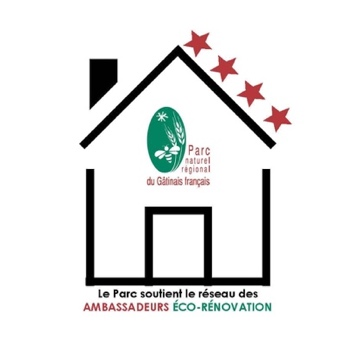 Parc
naturel
régional
du Gâtinais français
Le Parc soutient le réseau des
AMBASSADEURS ÉCO-RÉNOVATION